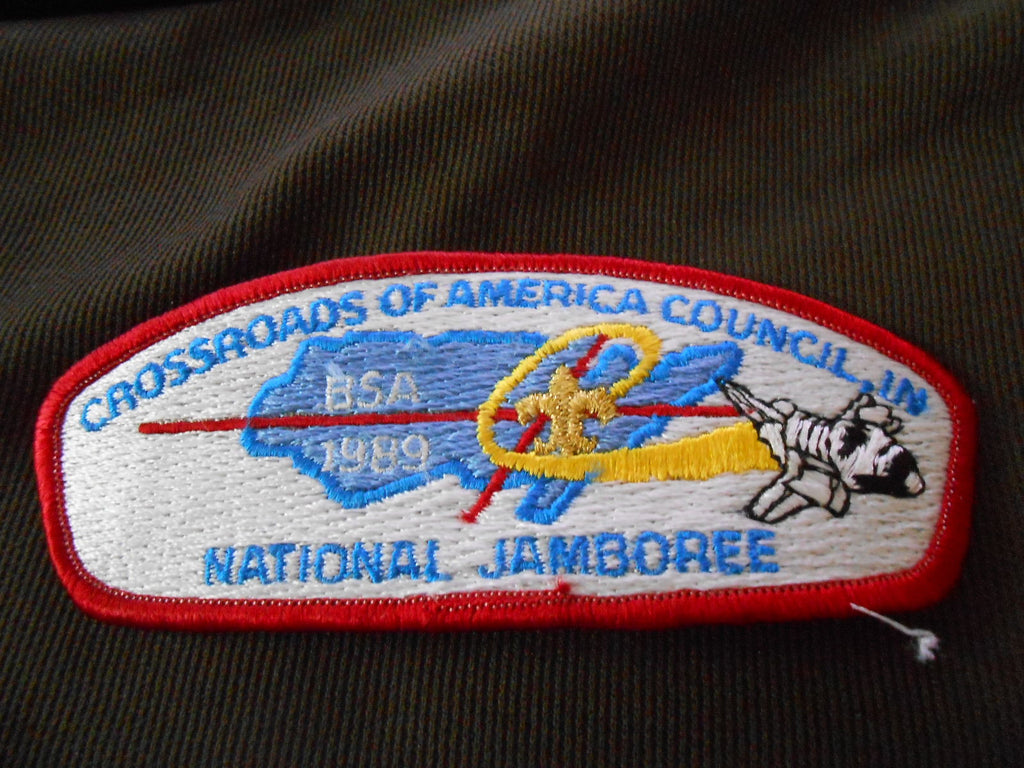 CROSSROADS OF AMERICA COUNCIL, IN
BSA
1989
NATIONAL JAMBOREE